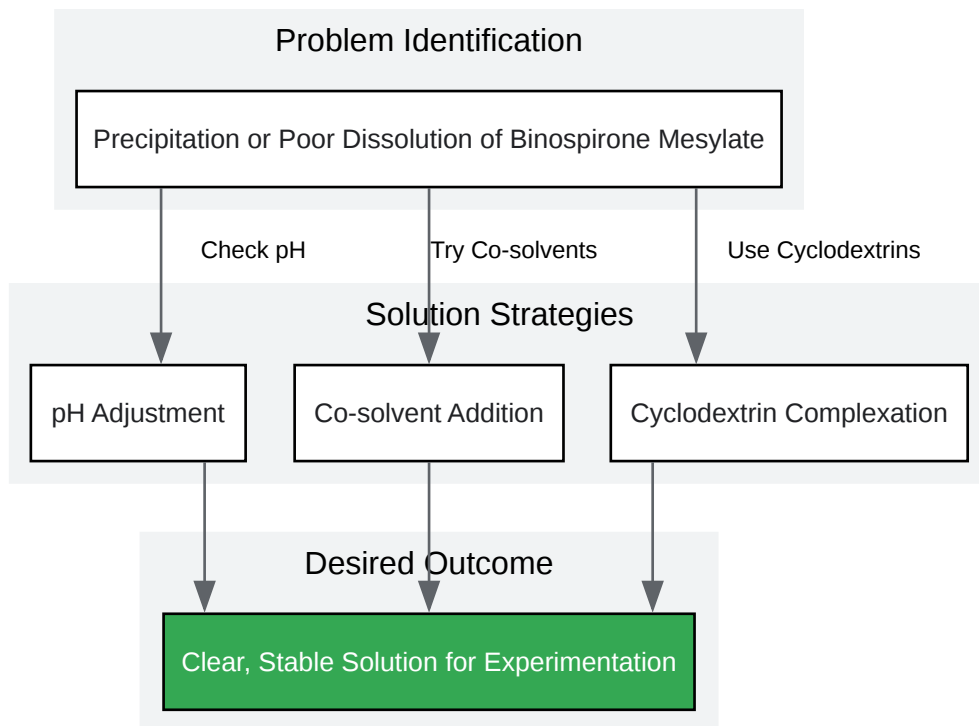 Problem Identification
Precipitation or Poor Dissolution of Binospirone Mesylate
Check pH
Try Co-solvents
Use Cyclodextrins
Solution Strategies
pH Adjustment
Co-solvent Addition
Cyclodextrin Complexation
Desired Outcome
Clear, Stable Solution for Experimentation